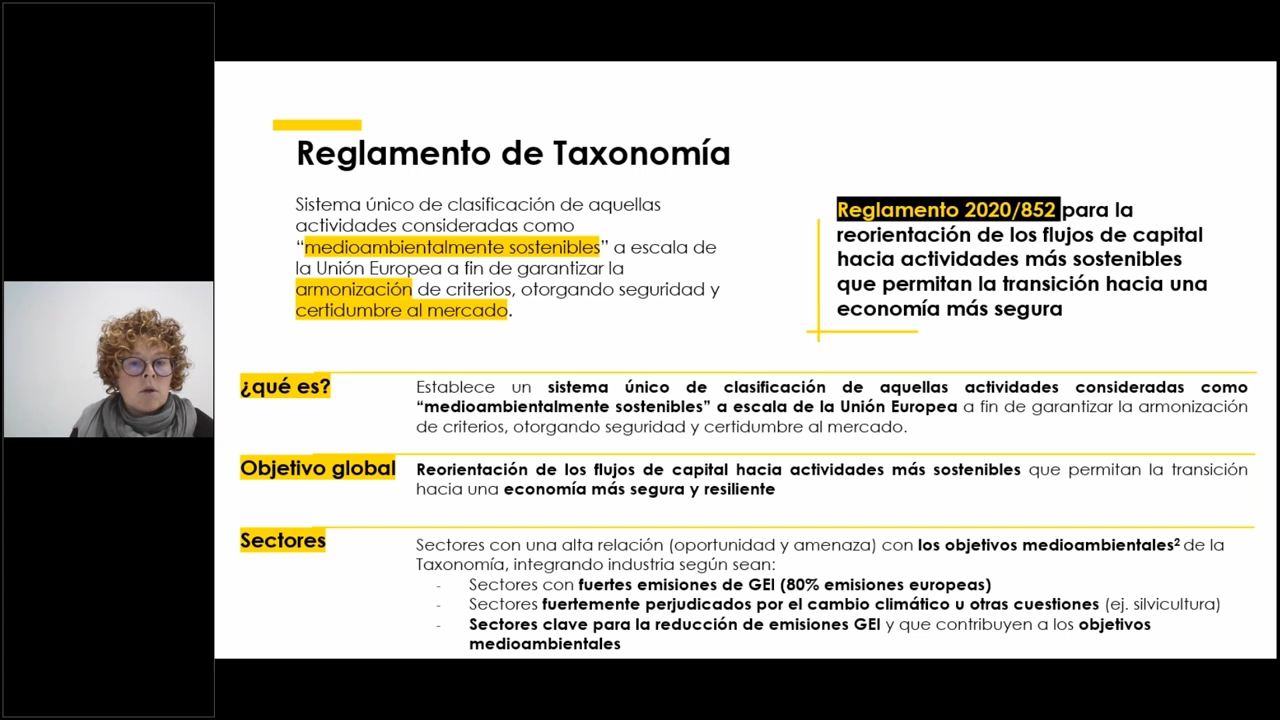 Reglamento de Taxonomía
Sistema único de clasificación de aquellas
actividades consideradas como
“medioambientalmente sostenibles” a escala de
la Unión Europea a fin de garantizar la
armonización de criterios, otorgando seguridad y
certidumbre al mercado.
Reglamento 2020/852 para la
reorientación de los flujos de capital
hacia actividades más sostenibles
que permitan la transición hacia una
economía más segura
¿qué es?
Establece un sistema único de clasificación de aquellas actividades consideradas como
“medioambientalmente sostenibles” a escala de la Unión Europea a fin de garantizar la armonización
de criterios, otorgando seguridad y certidumbre al mercado.
Objetivo global
Reorientación de los flujos de capital hacia actividades más sostenibles que permitan la transición
hacia una economía más segura y resiliente
Sectores
Sectores con una alta relación (oportunidad y amenaza) con los objetivos medioambientales² de la
Taxonomía, integrando industria según sean:
- Sectores con fuertes emisiones de GEI (80% emisiones europeas)
- Sectores fuertemente perjudicados por el cambio climático u otras cuestiones (ej. silvicultura)
- Sectores clave para la reducción de emisiones GEI y que contribuyen a los objetivos
medioambientales